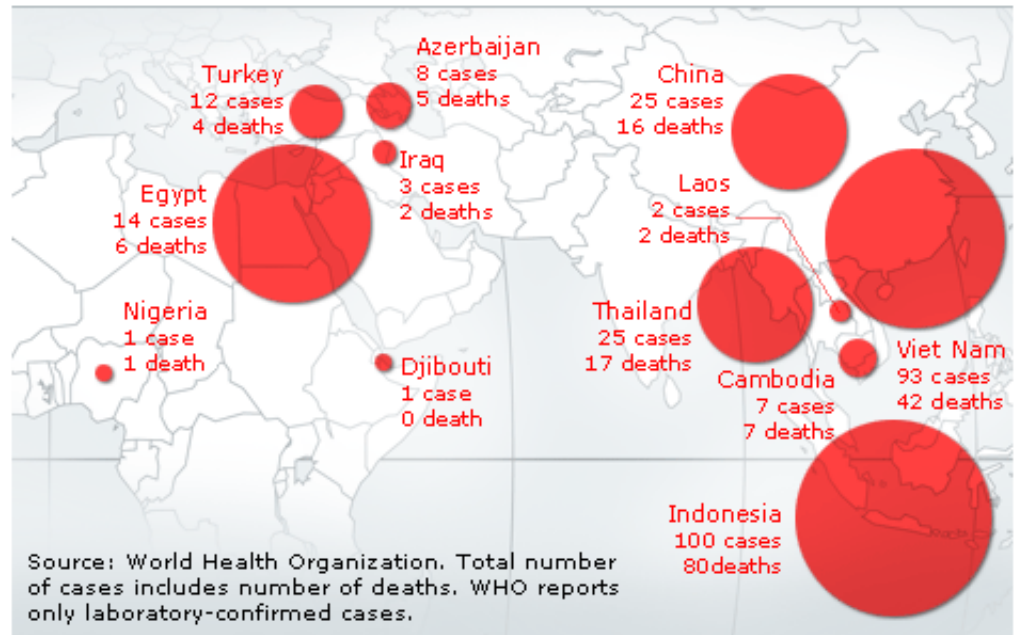 Azerbaijan
8 cases
5 deaths
Turkey
12 cases
4 deaths
China
25 cases
16 deaths
Iraq
3 cases
2 deaths
Laos
2 cases
2 deaths
Egypt
14 cases
6 deaths
Nigeria
1 case
1 death
Thailand
25 cases
17 deaths
Djibouti
1 case
0 death
Viet Nam
93 cases
42 deaths
Cambodia
7 cases
7 deaths
Indonesia
100 cases
80deaths
Source: World Health Organization. Total number
of cases includes number of deaths. WHO reports
only laboratory-confirmed cases.